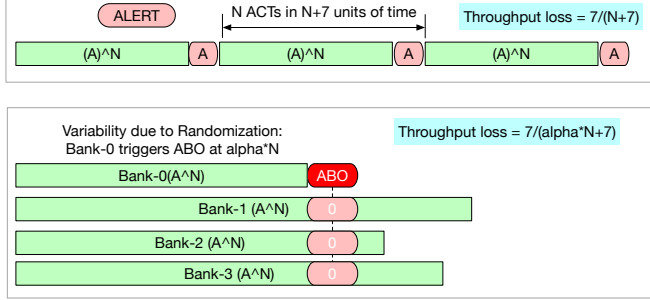 ALERT
N ACTs in N+7 units of time
Throughput loss = 7/(N+7)
(A)^N
A
(A)^N
A
(A)^N
A
Variability due to Randomization:
Bank-0 triggers ABO at alpha*N
Throughput loss = 7/(alpha*N+7)
Bank-0(A^N)
ABO
Bank-1 (A^N)
0
Bank-2 (A^N)
0
Bank-3 (A^N)
0